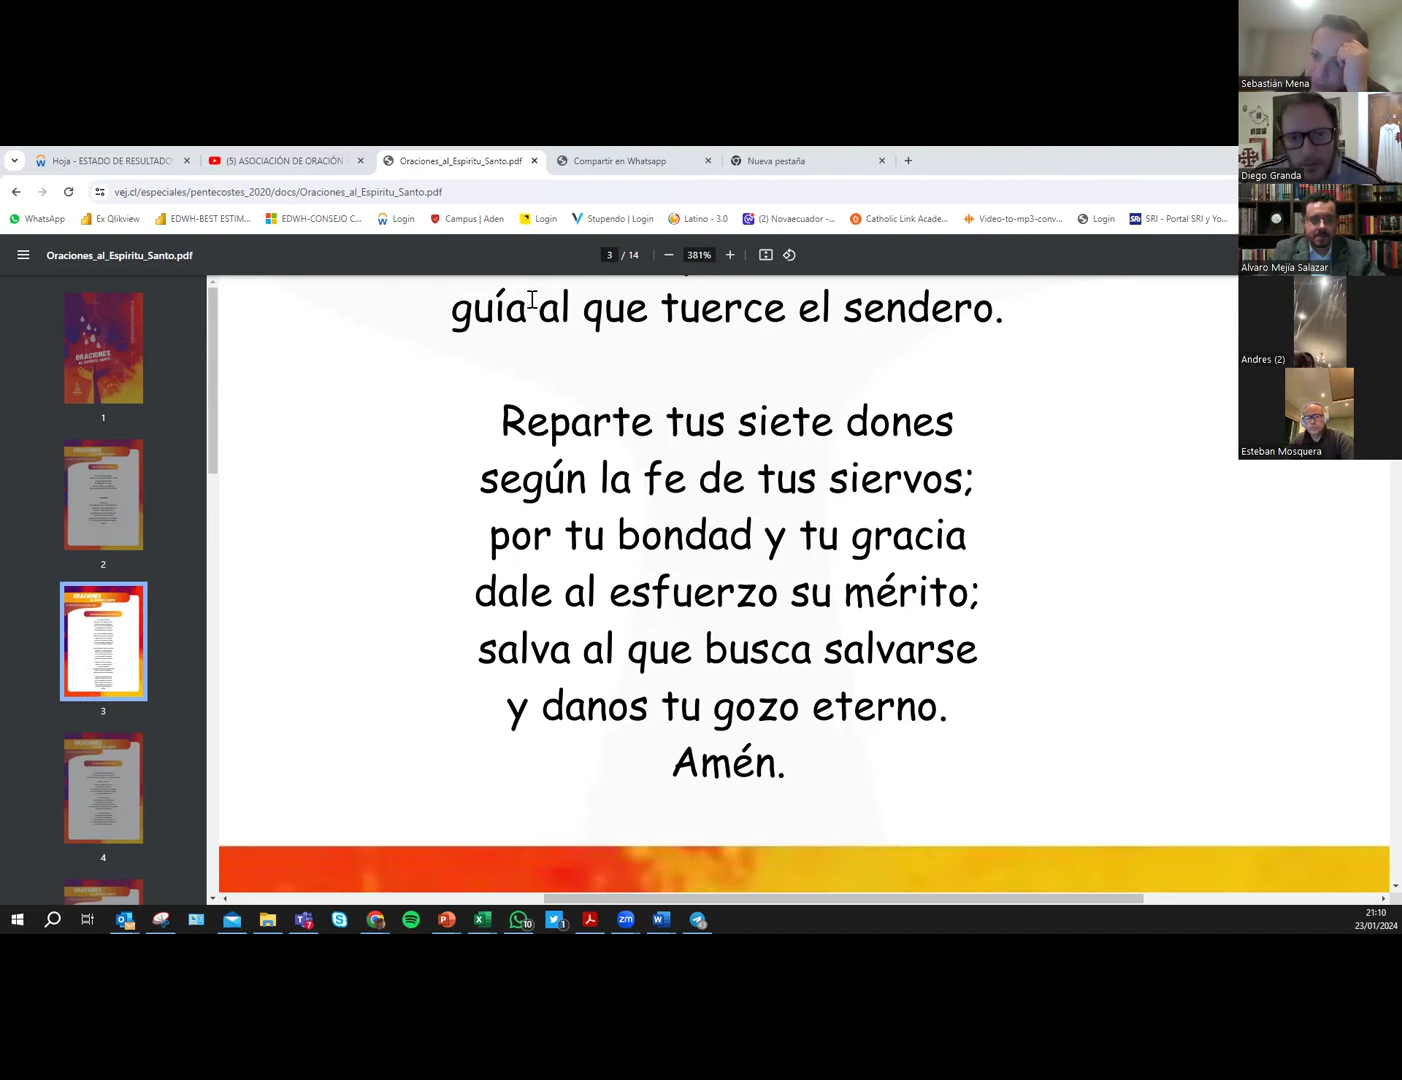 Sebastián Mena
Diego Granda
Alvaro Mejía Salazar
Andres (2)
Esteban Mosquera
Hoja - ESTADO DE RESULTADO
(5) ASOCIACIÓN DE ORACIÓN
Oraciones_al_Espiritu_Santo.pdf
Compartir en Whatsapp
Nueva pestaña
vej.cl/especiales/pentecostes_2020/docs/Oraciones_al_Espiritu_Santo.pdf
WhatsApp
Ex Qlikview
EDWH-BEST ESTIM...
EDWH-CONSEJO C...
Login
Campus | Aden
Login
Stupendo | Login
Latino - 3.0
(2) Novaecuador -...
Catholic Link Acade...
Video-to-mp3-conv...
Login
SRI - Portal SRI y Yo...
Oraciones_al_Espiritu_Santo.pdf
3 / 14
381%
ORACIONES
1
2
3
4
guía al que tuerce el sendero.
Reparte tus siete dones
según la fe de tus siervos;
por tu bondad y tu gracia
dale al esfuerzo su mérito;
salva al que busca salvarse
y danos tu gozo eterno.
Amén.
21:10
23/01/2024